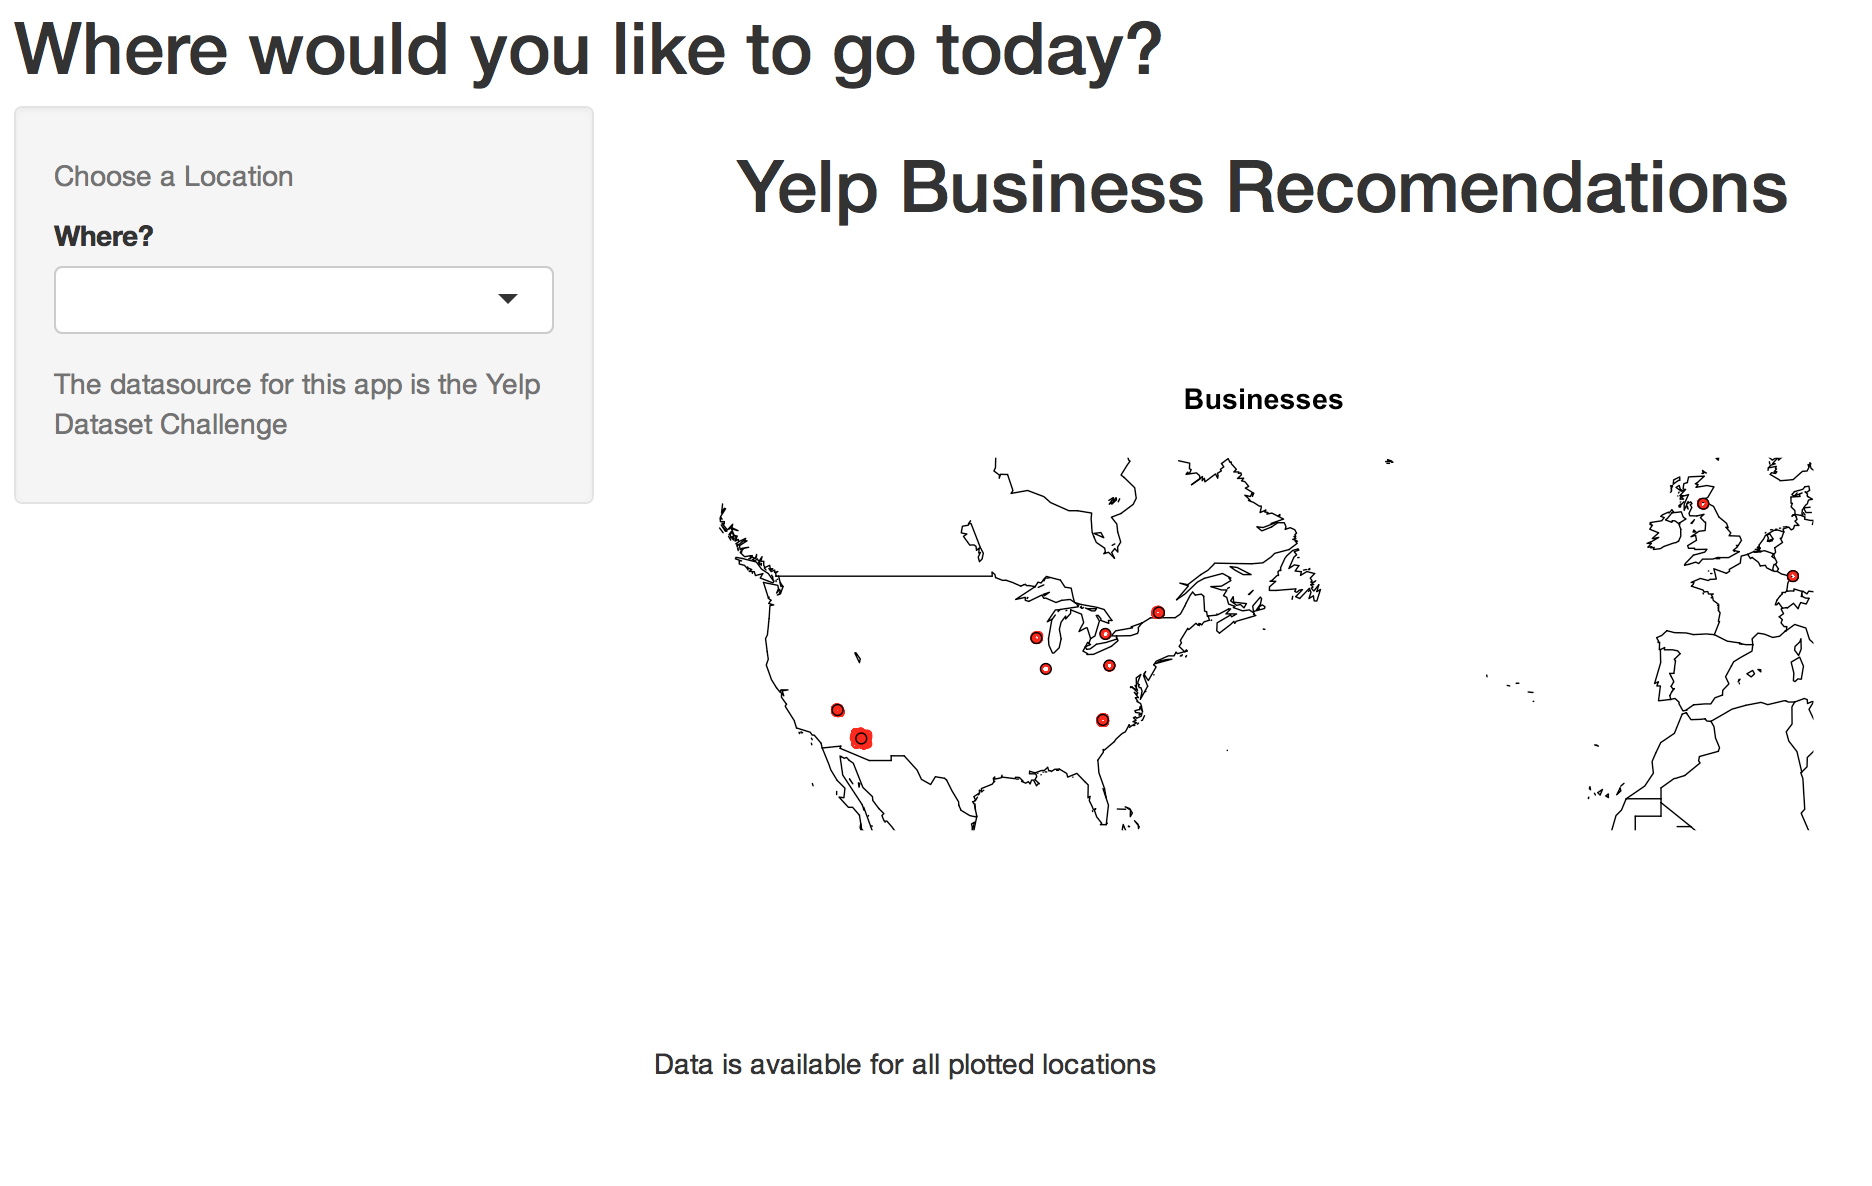 Where would you like to go today?
Choose a Location
Where?
The datasource for this app is the Yelp
Dataset Challenge
Yelp Business Recomendations
Businesses
Data is available for all plotted locations